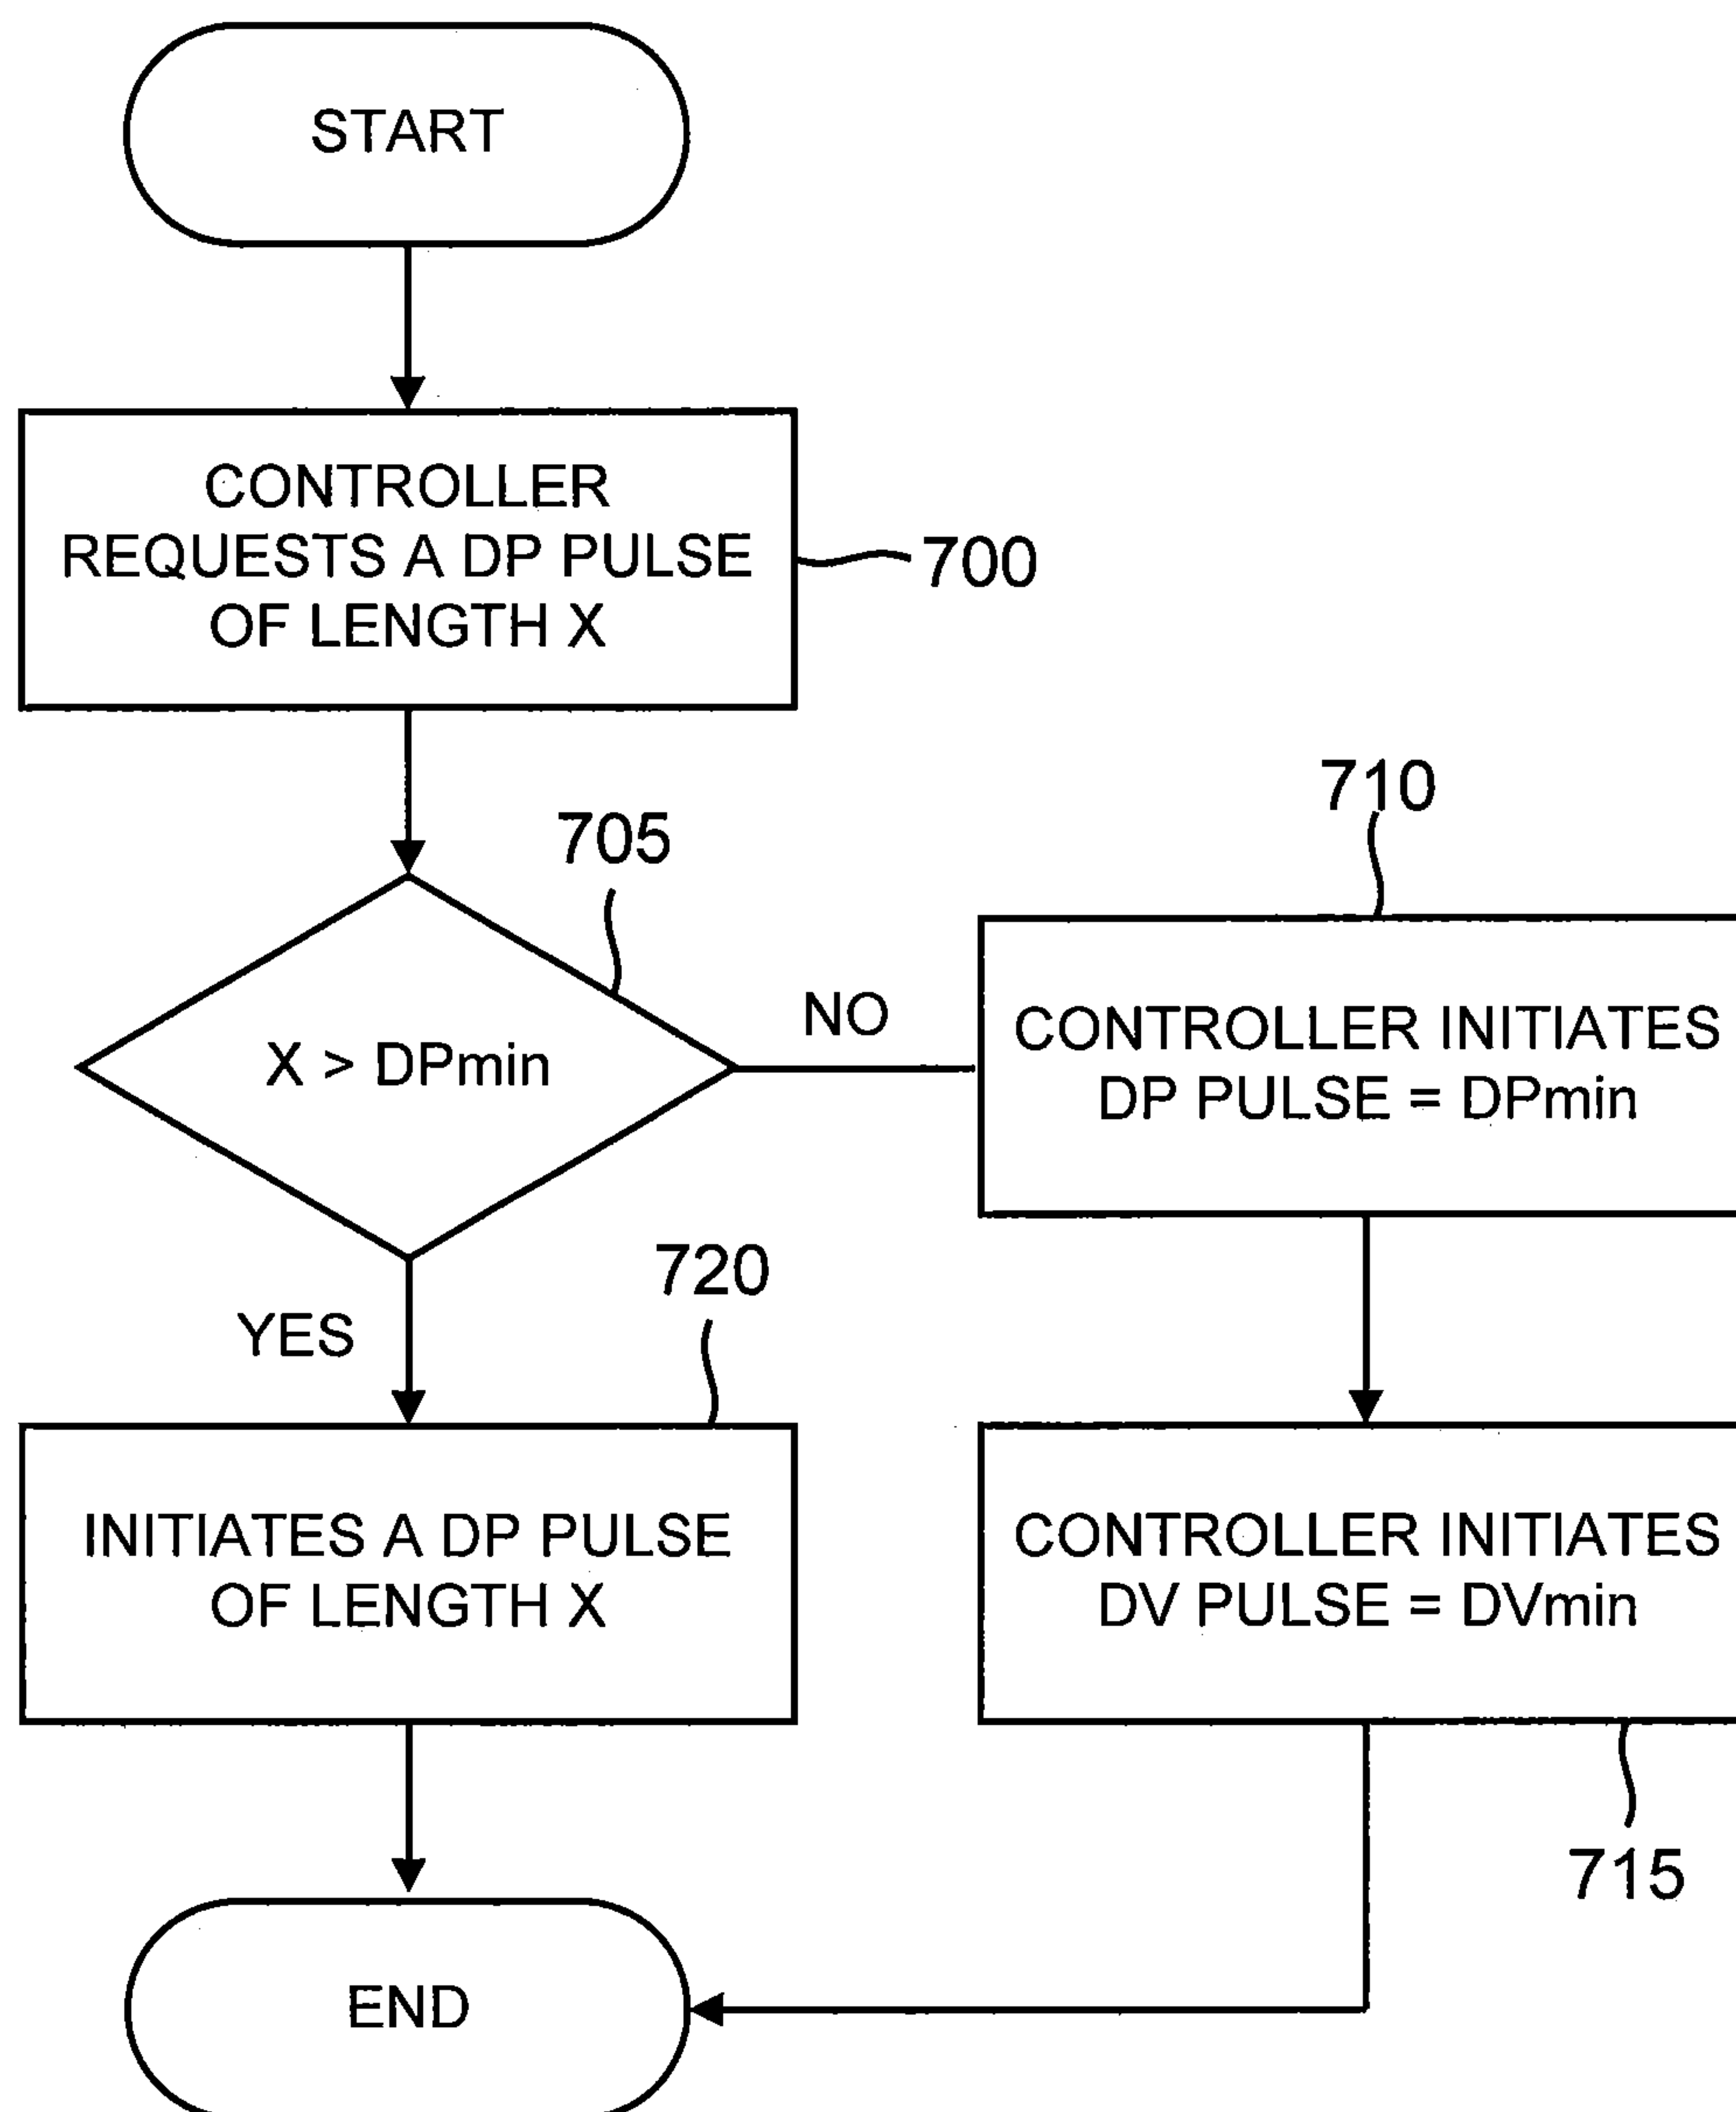 START
CONTROLLER
REQUESTS A DP PULSE
OF LENGTH X
700
705
X > DPmin
NO
710
CONTROLLER INITIATES
DP PULSE = DPmin
YES
720
INITIATES A DP PULSE
OF LENGTH X
CONTROLLER INITIATES
DV PULSE = DVmin
715
END